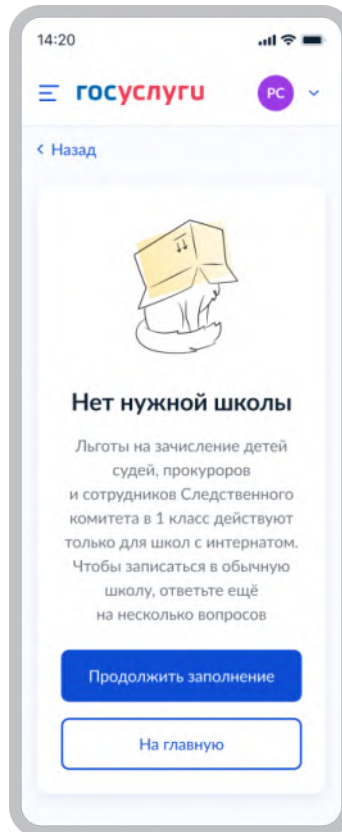 14:20
госуслуги
РС
Назад
Нет нужной школы
Льготы на зачисление детей
судей, прокуроров
и сотрудников Следственного
комитета в 1 класс действуют
только для школ с интернатом.
Чтобы записаться в обычную
школу, ответьте ещё
на несколько вопросов
Продолжить заполнение
На главную